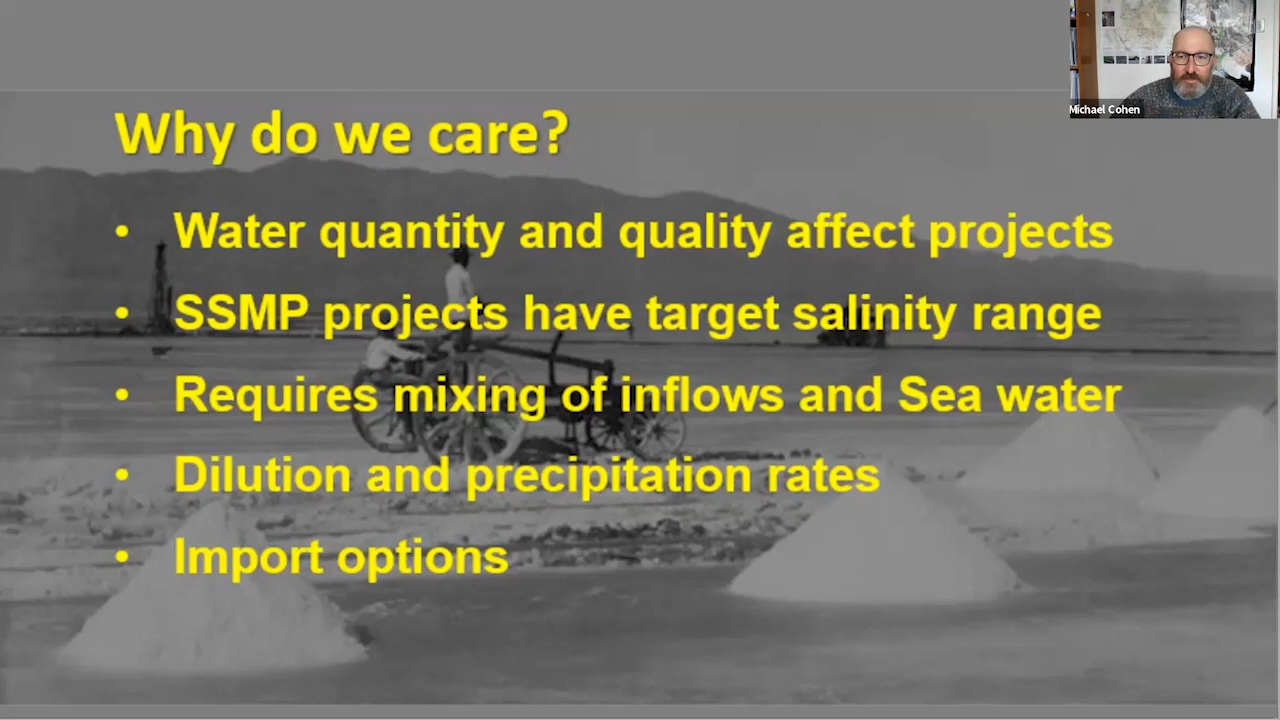 Michael Cohen
Why do we care?
• Water quantity and quality affect projects
• SSMP projects have target salinity range
• Requires mixing of inflows and Sea water
• Dilution and precipitation rates
• Import options